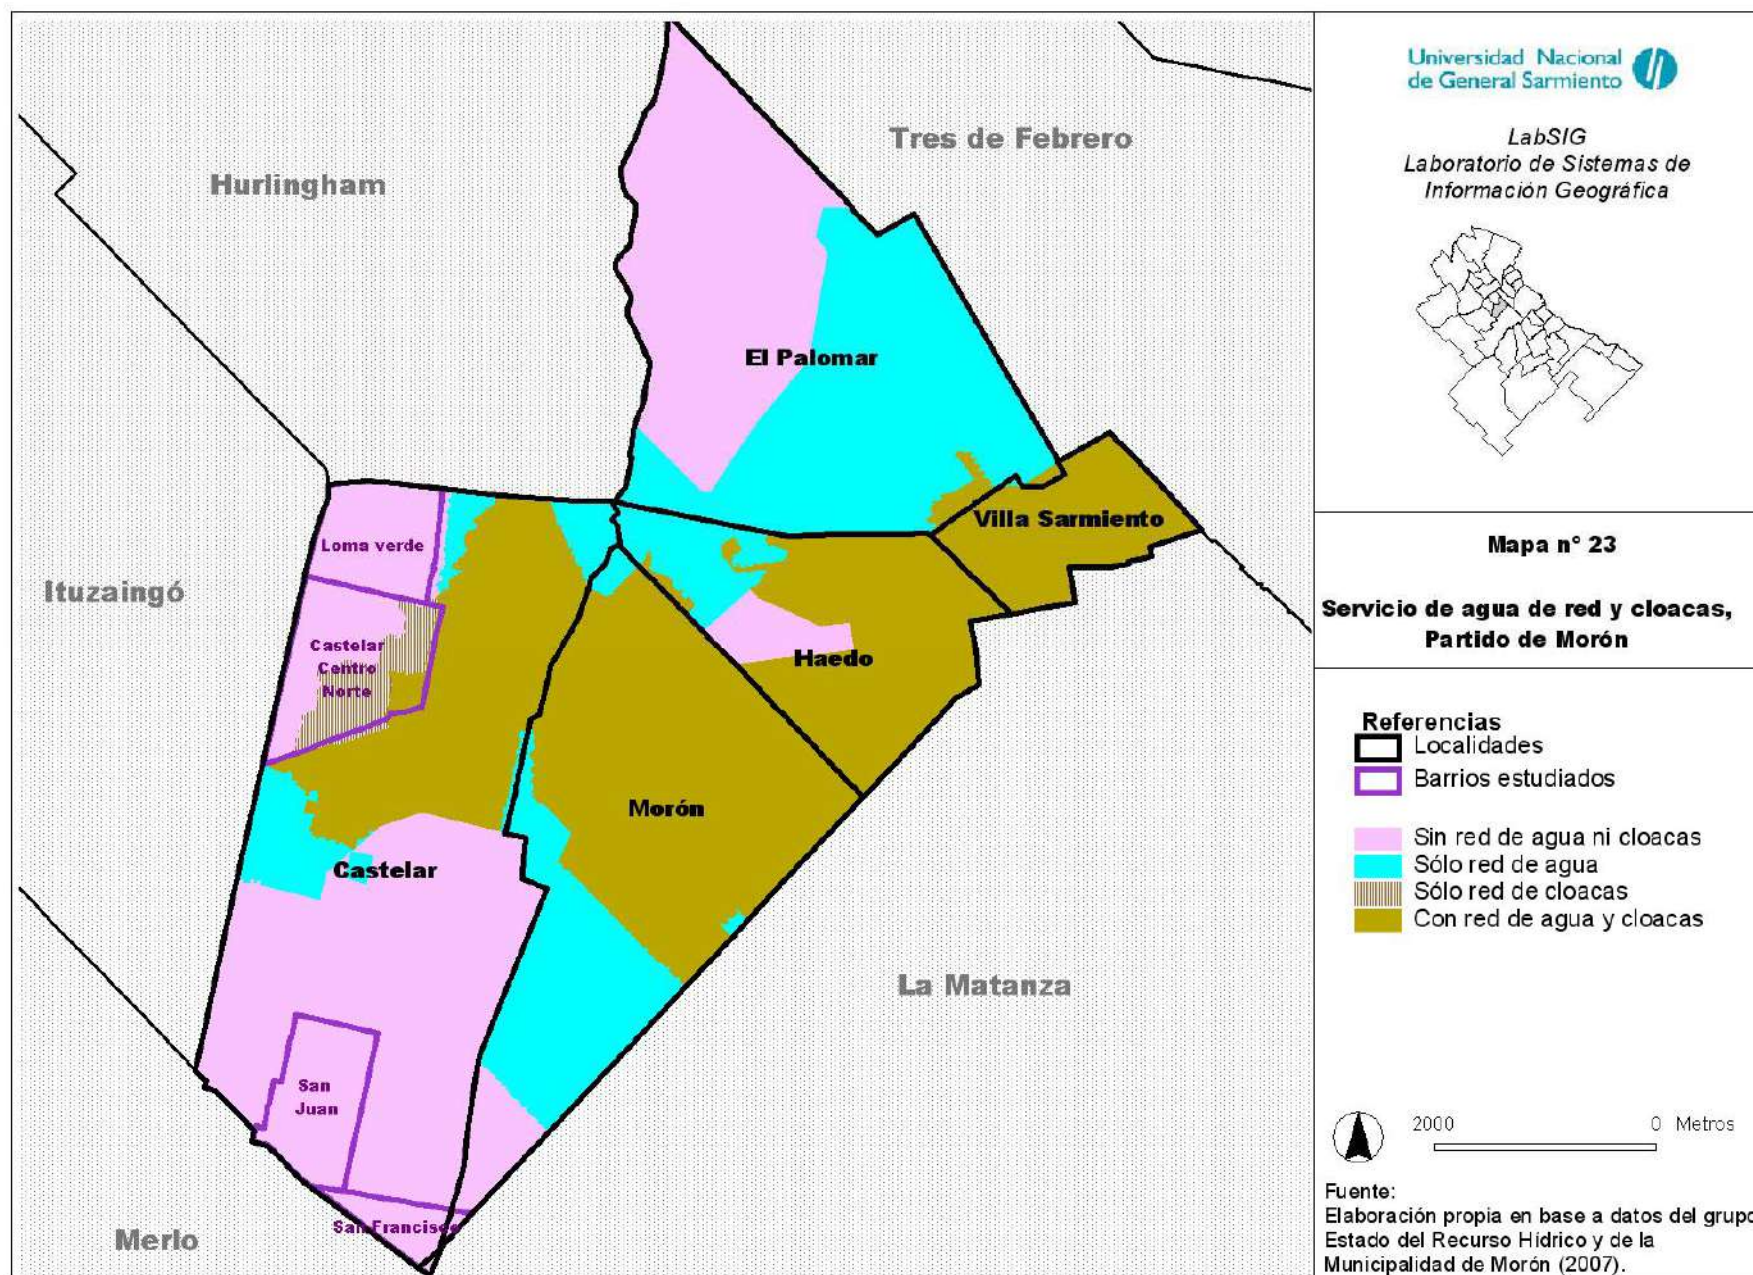 Hurlingham
Tres de Febrero
El Palomar
Villa Sarmiento
Loma verde
Ituzaingó
Castelar
Centro
Norte
Haedo
Morón
Castelar
La Matanza
San
Juan
San Francisco
Merlo
Universidad Nacional
de General Sarmiento
LabSIG
Laboratorio de Sistemas de
Información Geográfica
Mapa n° 23
Servicio de agua de red y cloacas,
Partido de Morón
Referencias
Localidades
Barrios estudiados
Sin red de agua ni cloacas
Sólo red de agua
Sólo red de cloacas
Con red de agua y cloacas
2000 0 Metros
Fuente:
Elaboración propia en base a datos del grupo
Estado del Recurso Hídrico y de la
Municipalidad de Morón (2007).